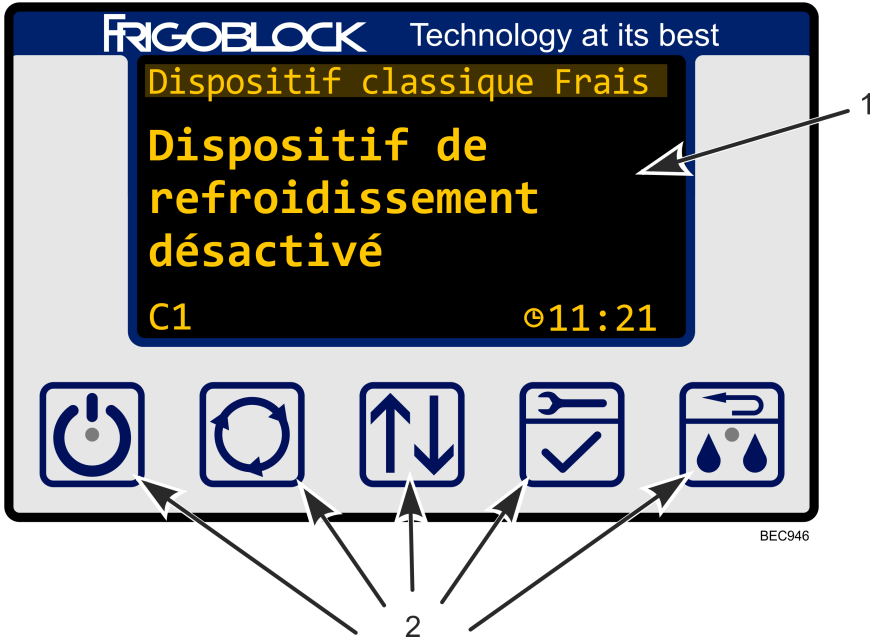 FRIGOBLOCK Technology at its best
Dispositif classique Frais
Dispositif de
refroidissement
désactivé
C1 11:21
1
BEC946
2